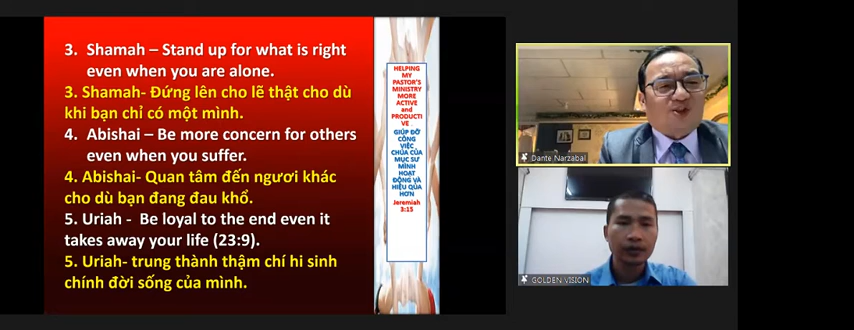 3. Shamah – Stand up for what is right
even when you are alone.
3. Shamah- Đứng lên cho lẽ thật cho dù
khi bạn chỉ có một mình.
4. Abishai – Be more concern for others
even when you suffer.
4. Abishai- Quan tâm đến ngươi khác
cho dù bạn đang đau khổ.
5. Uriah - Be loyal to the end even it
takes away your life (23:9).
5. Uriah- trung thành thậm chí hi sinh
chính đời sống của mình.
HELPING
MY
PASTOR'S
MINISTRY
MORE
ACTIVE
and
PRODUCTI
VE
GIÚP ĐỠ
CÔNG
VIỆC
CHÚA CỦA
MỤC SƯ
MÌNH
HOẠT
ĐỘNG VÀ
HIỆU QUẢ
HƠN
Jeremiah
3:15
Dante Narzabal
GOLDEN VISION